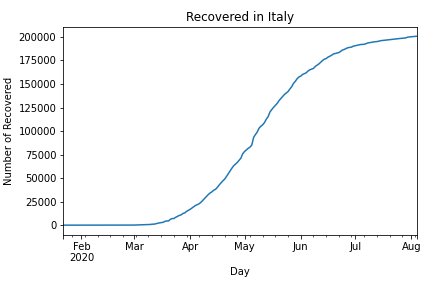 Recovered in Italy
Number of Recovered
200000
175000
150000
125000
100000
75000
50000
25000
0
Feb Mar Apr May Jun Jul Aug
2020
Day